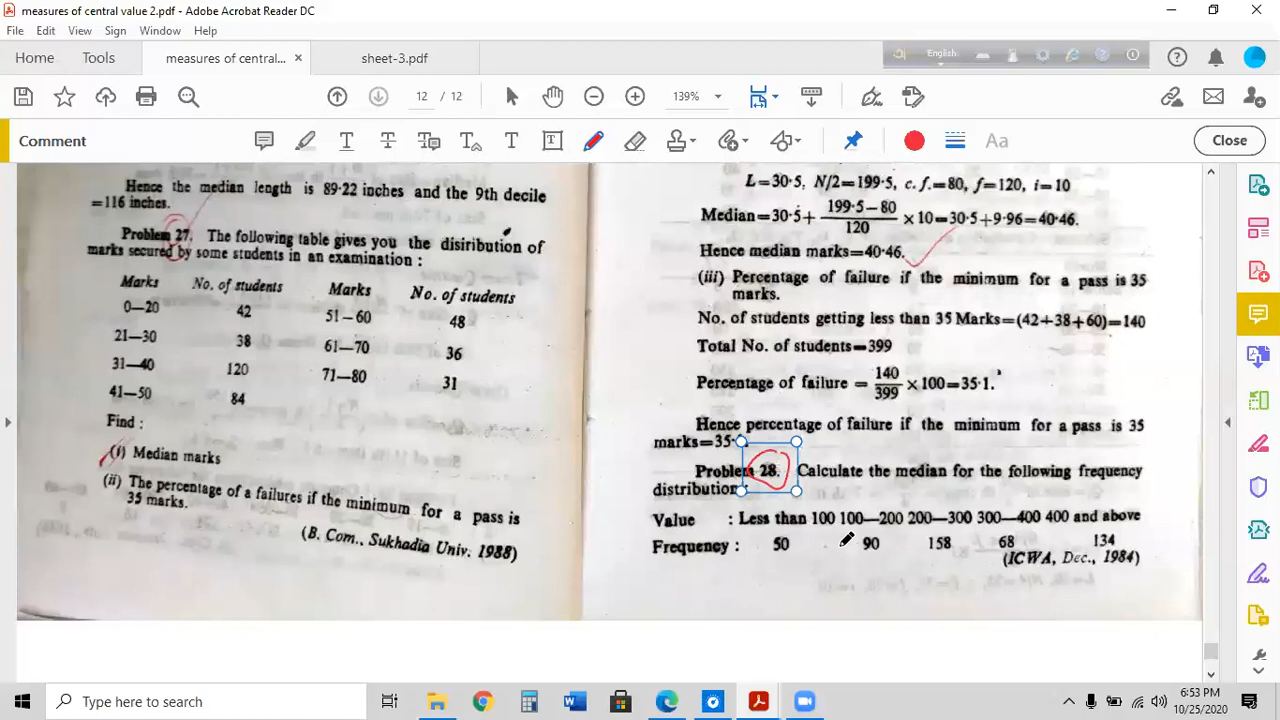 measures of central value 2.pdf - Adobe Acrobat Reader DC
File Edit View Sign Window Help
Home Tools measures of central... × sheet-3.pdf English
12 / 12 139%
Comment Close
Hence the median length is 89·22 inches and the 9th decile
=116 inches.
Problem 27. The following table gives you the disiribution of
marks secured by some students in an examination :
Marks No. of students Marks No. of students
0—20 42 51—60 48
21—30 38 61—70 36
31—40 120 71—80 31
41—50 84
Find :
(i) Median marks
(ii) The percentage of a failures if the minimum for a pass is
35 marks.
(B. Com., Sukhadia Univ. 1988)
L=30·5, N/2=199·5, c. f.=80, f=120, i=10
Median=30·5+ 199·5−80 / 120 ×10=30·5+9·96=40·46.
Hence median marks=40·46.
(iii) Percentage of failure if the minimum for a pass is 35
marks.
No. of students getting less than 35 Marks=(42+38+60)=140
Total No. of students=399
Percentage of failure = 140 / 399 ×100=35·1.
Hence percentage of failure if the minimum for a pass is 35
marks=35·
Problem 28. Calculate the median for the following frequency
distribution
Value : Less than 100 100—200 200—300 300—400 400 and above
Frequency : 50 90 158 68 134
(ICWA, Dec., 1984)
Type here to search
6:53 PM
10/25/2020